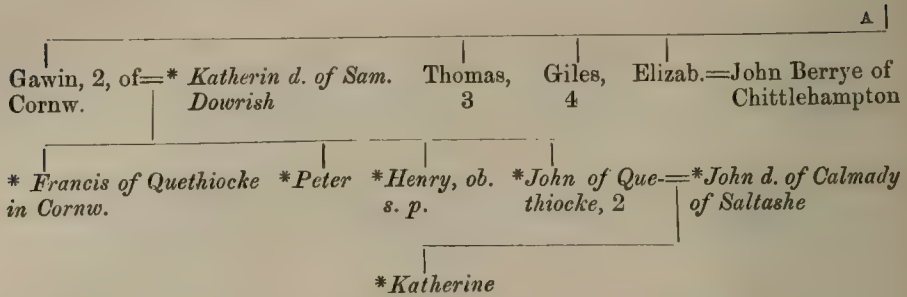 A
Gawin, 2, of=* Katherin d. of Sam. Thomas, Giles, Elizab.=John Berrye of
Cornw. Dowrish 3 4 Chittlehampton
* Francis of Quethiocke *Peter *Henry, ob. *John of Que-=*John d. of Calmady
in Cornw. s. p. thiocke, 2 of Saltashe
*Katherine